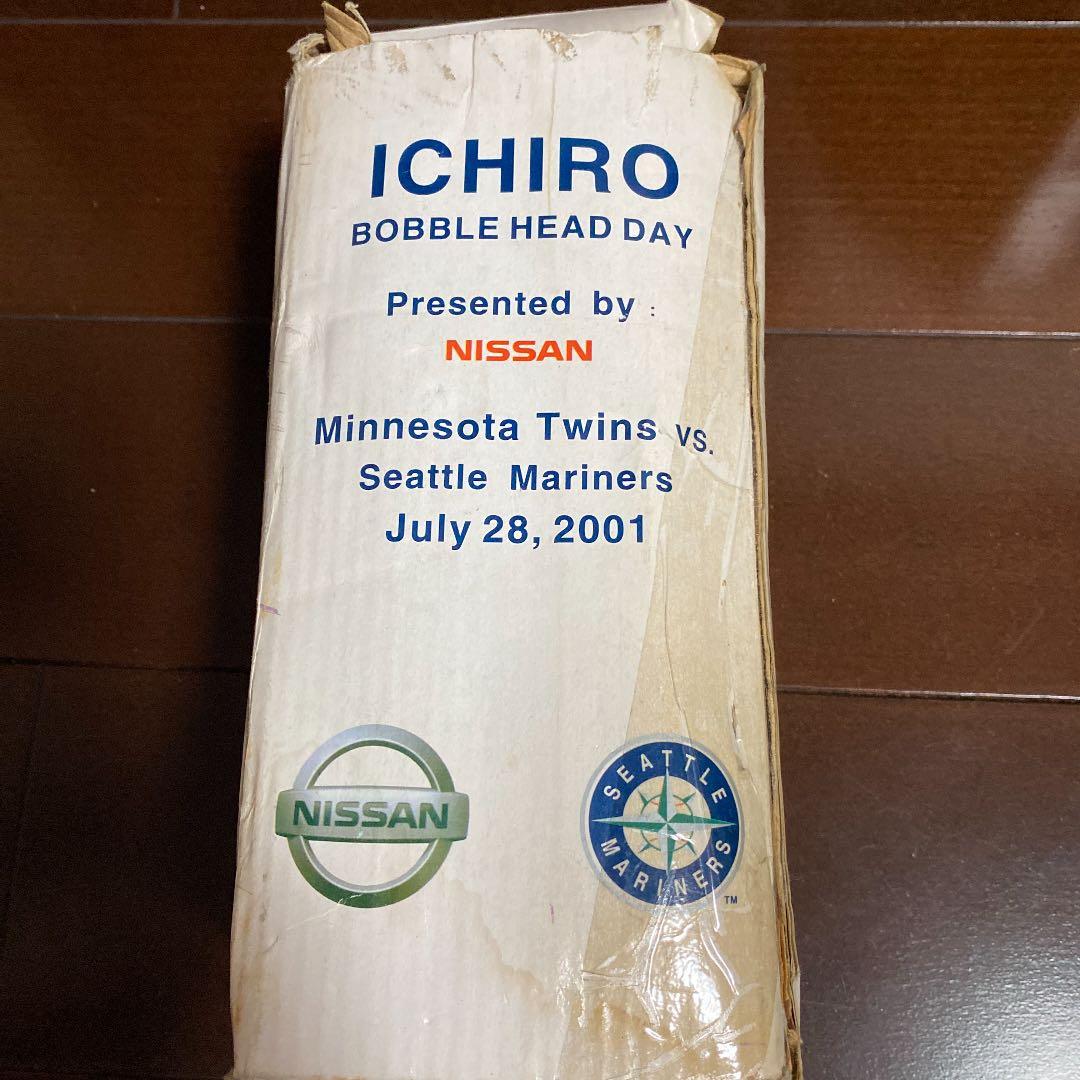 ICHIRO
BOBBLE HEAD DAY
Presented by :
NISSAN
Minnesota Twins vs.
Seattle Mariners
July 28, 2001
NISSAN
SEATTLE
MARINERS
TM